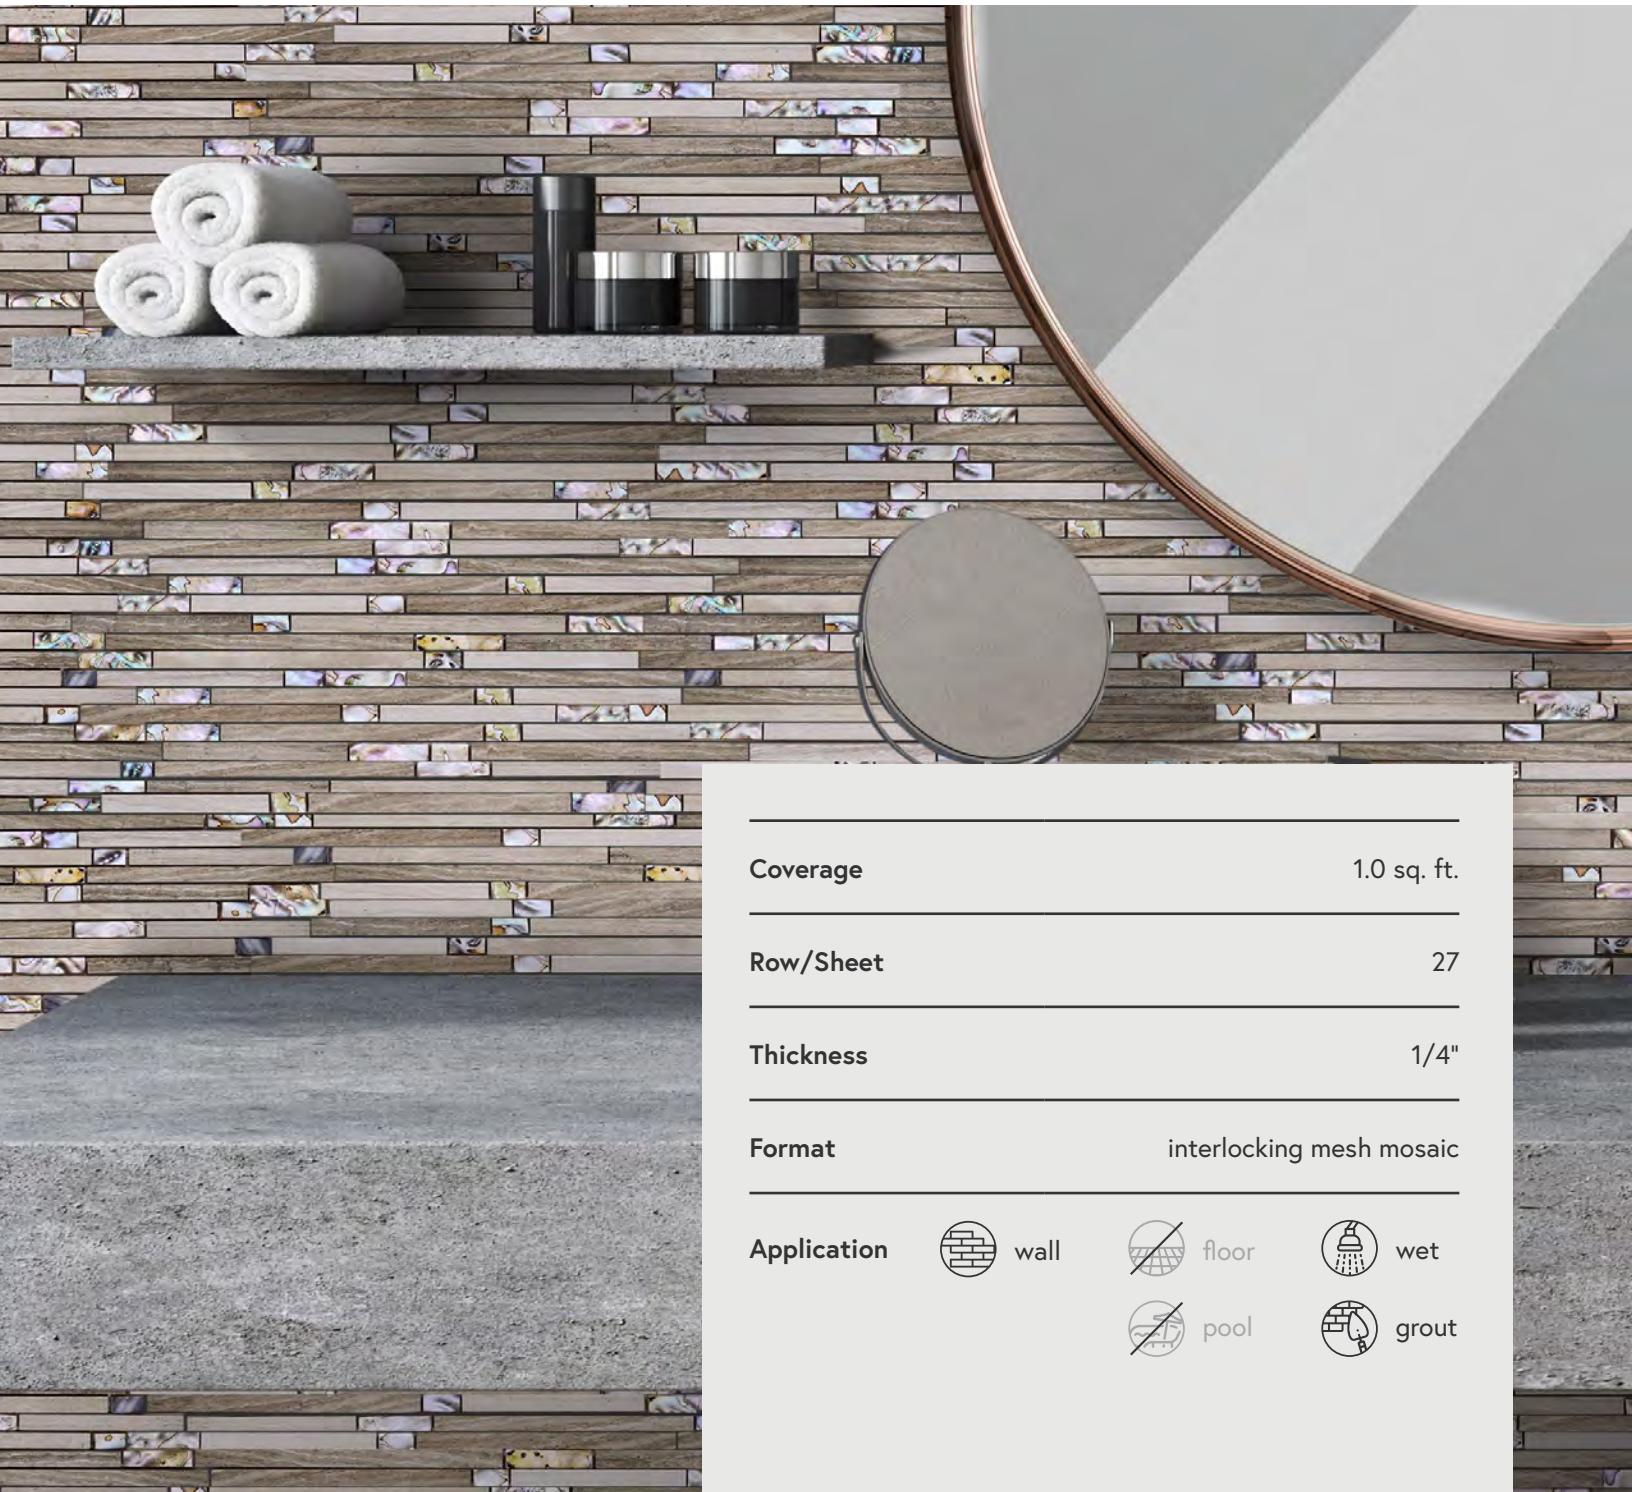 Coverage 1.0 sq. ft.
Row/Sheet 27
Thickness 1/4"
Format interlocking mesh mosaic
Application wall floor wet
pool grout